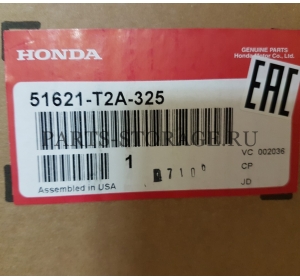 HONDA
GENUINE PARTS
Honda Motor Co., Ltd.
EAC
51621-T2A-325
PARTS-STORAGE.RU
1
7100
VC 002036
CP
Assembled in USA
JD